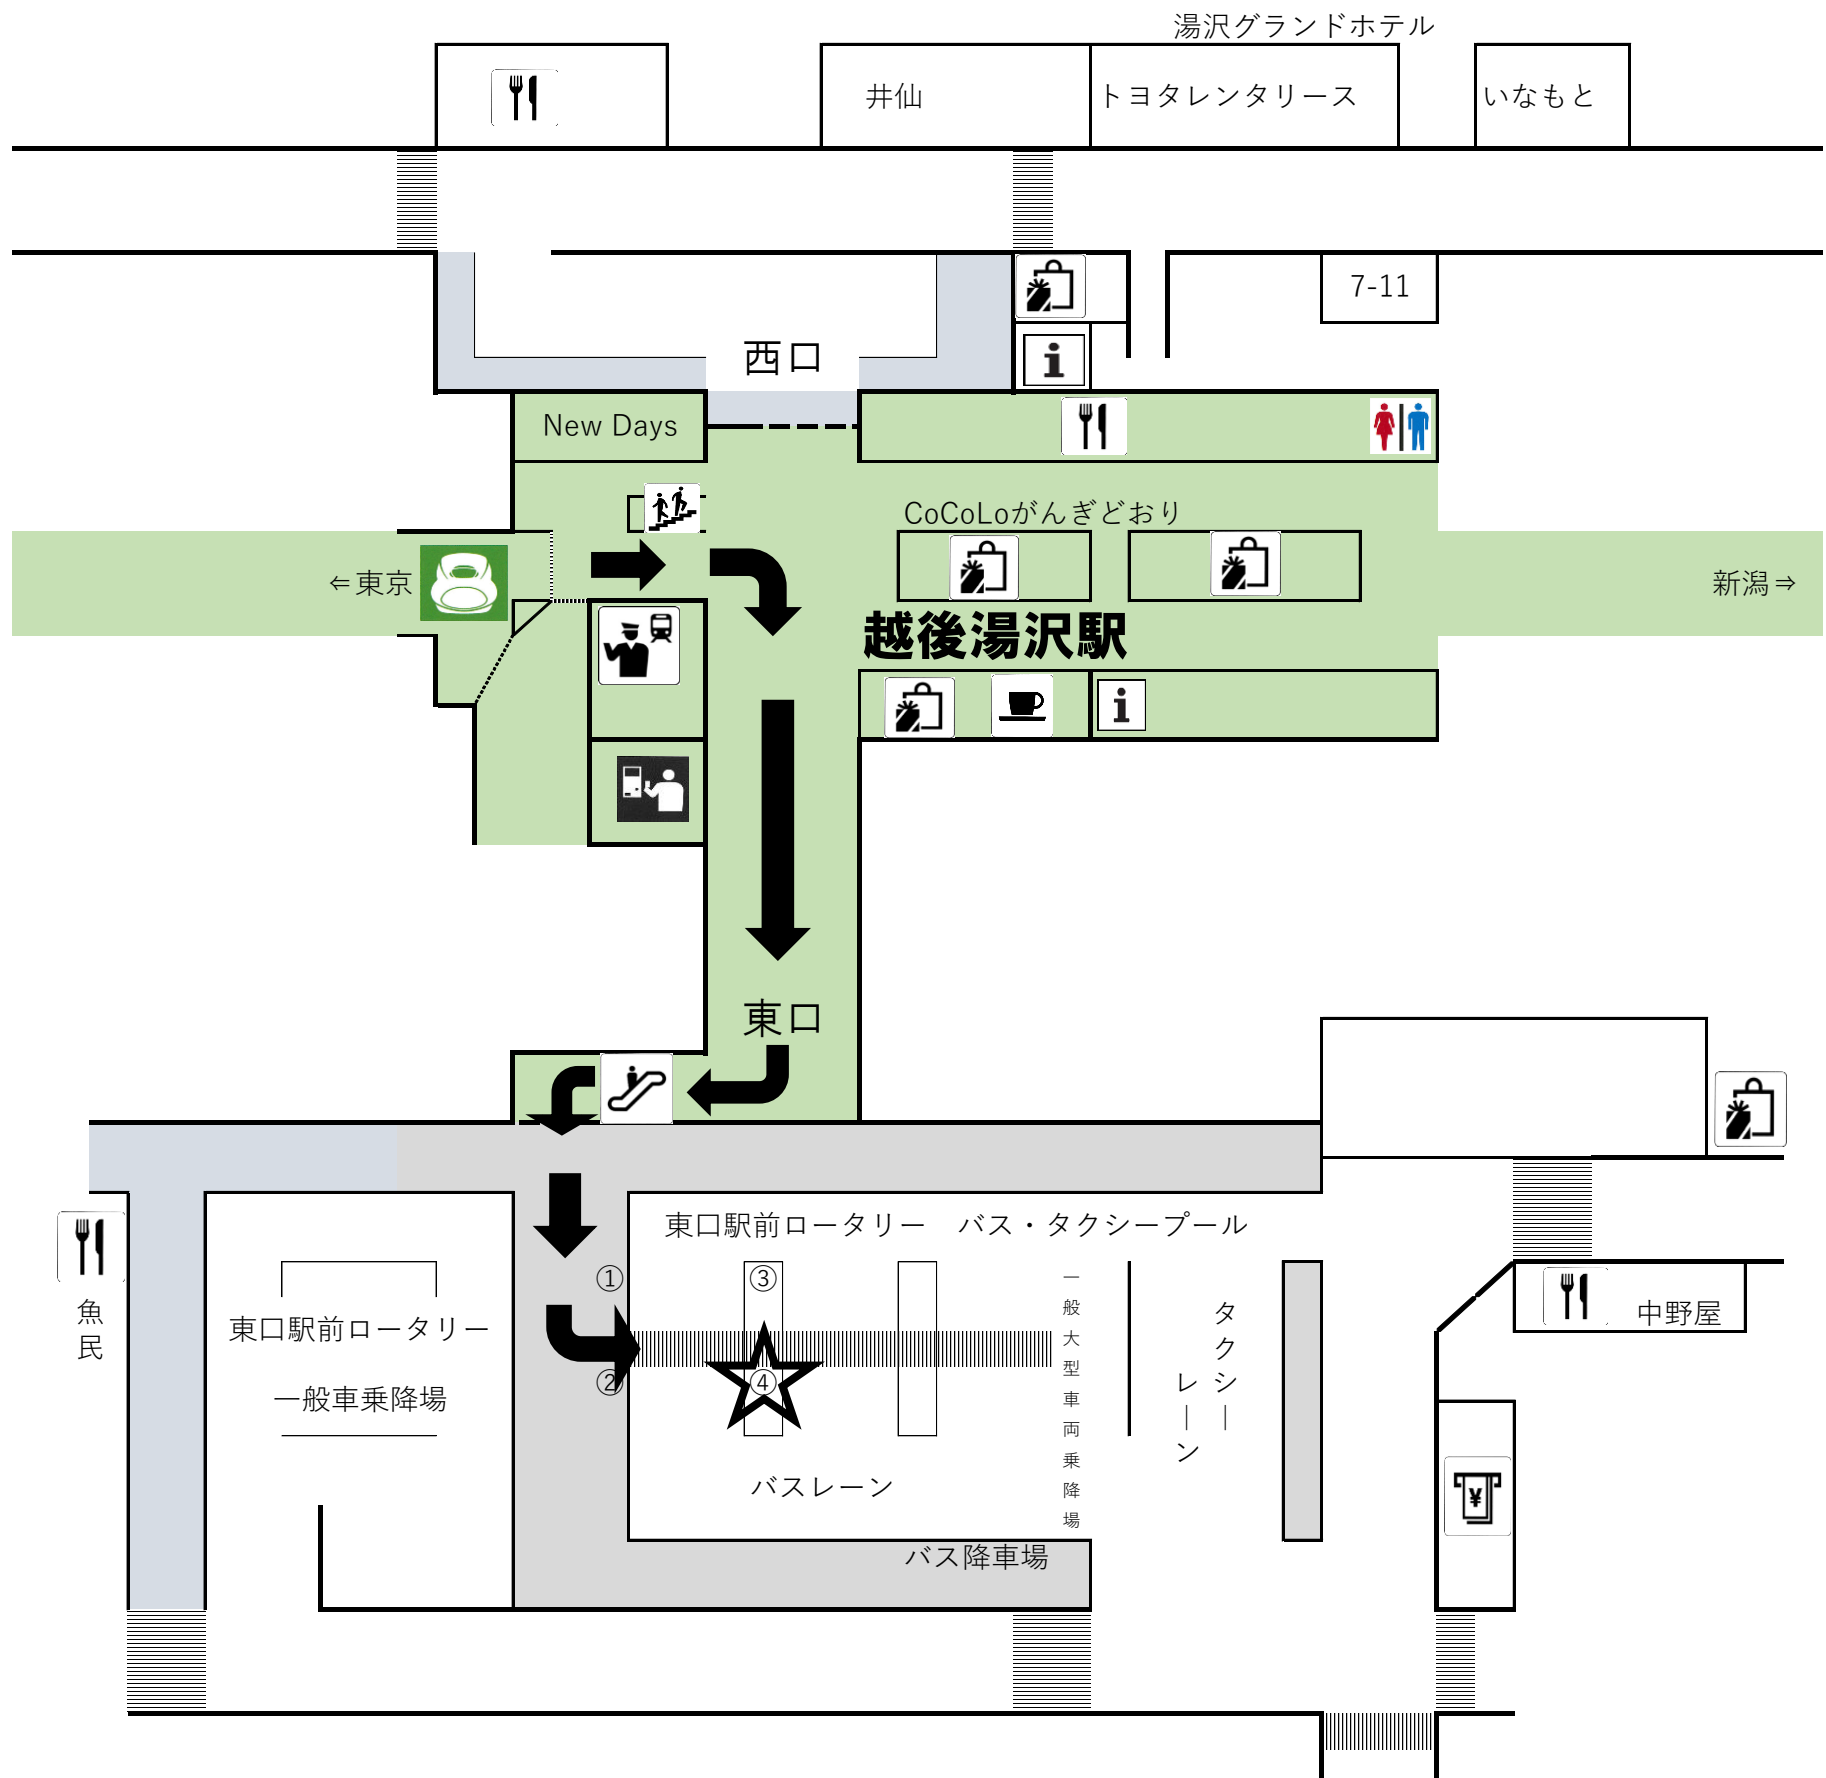 湯沢グランドホテル
井仙
トヨタレンタリース
いなもと
7-11
西口
New Days
CoCoLoがんぎどおり
⇐東京
新潟⇒
越後湯沢駅
東口
東口駅前ロータリー　バス・タクシープール
①
③
魚民
東口駅前ロータリー
一般大型車両乗降場
タクシー
レーン
中野屋
②
④
一般車乗降場
バスレーン
¥
バス降車場